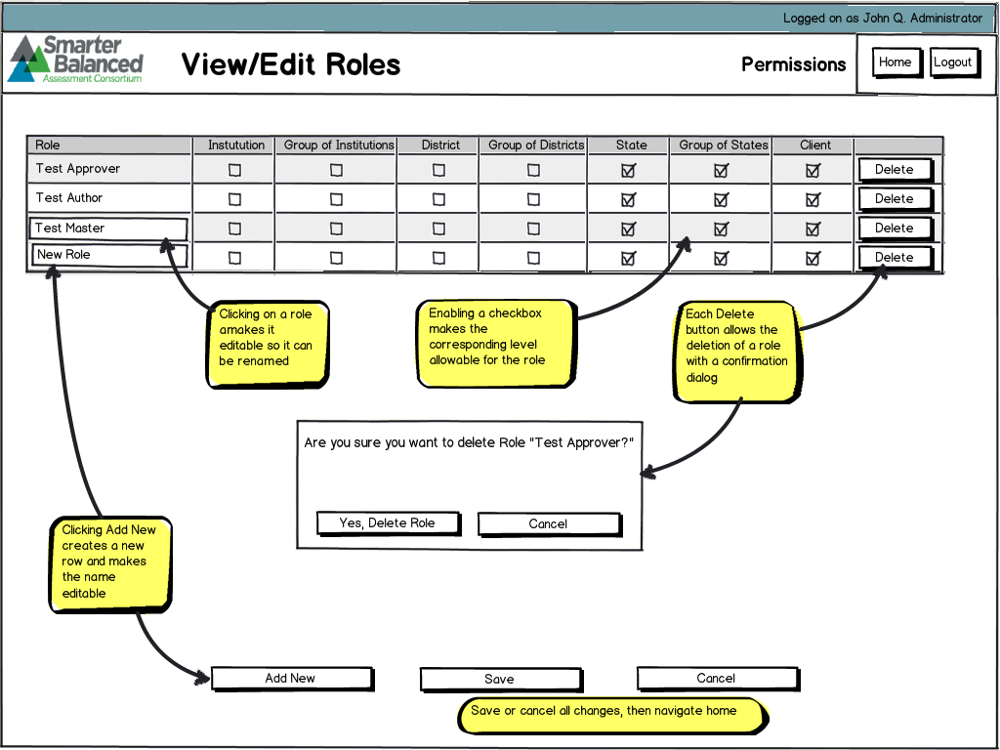 Logged on as John Q. Administrator
Smarter
Balanced
Assessment Consortium
View/Edit Roles
Permissions
Home
Logout
Role Instutution Group of Institutions District Group of Districts State Group of States Client
Test Approver Delete
Test Author Delete
Test Master Delete
New Role Delete
Clicking on a role
amakes it
editable so it can
be renamed
Enabling a checkbox
makes the
corresponding level
allowable for the role
Each Delete
button allows the
deletion of a role
with a confirmation
dialog
Are you sure you want to delete Role "Test Approver?"
Yes, Delete Role
Cancel
Clicking Add New
creates a new
row and makes
the name
editable
Add New
Save
Cancel
Save or cancel all changes, then navigate home